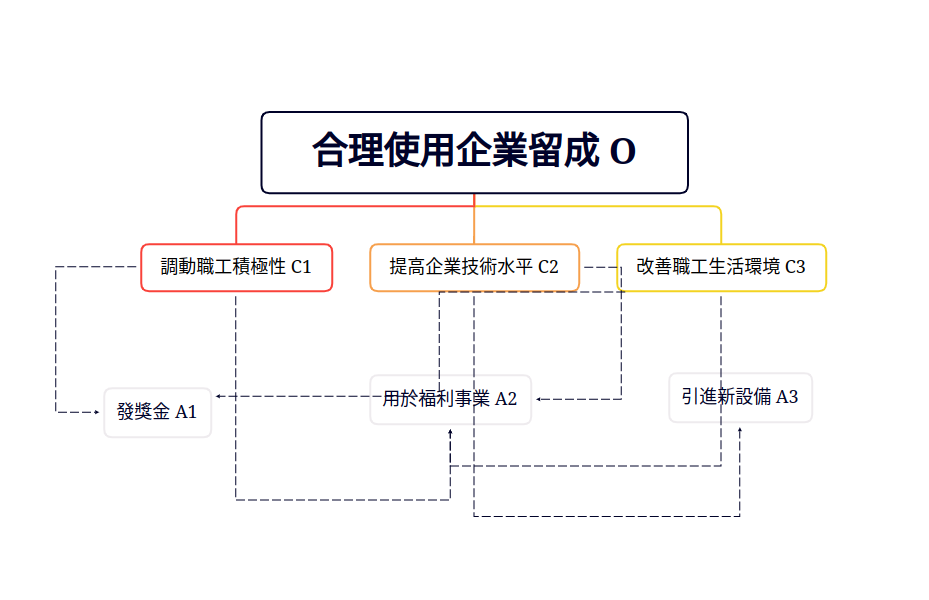 合理使用企業留成 O
調動職工積極性 C1
提高企業技術水平 C2
改善職工生活環境 C3
發獎金 A1
用於福利事業 A2
引進新設備 A3